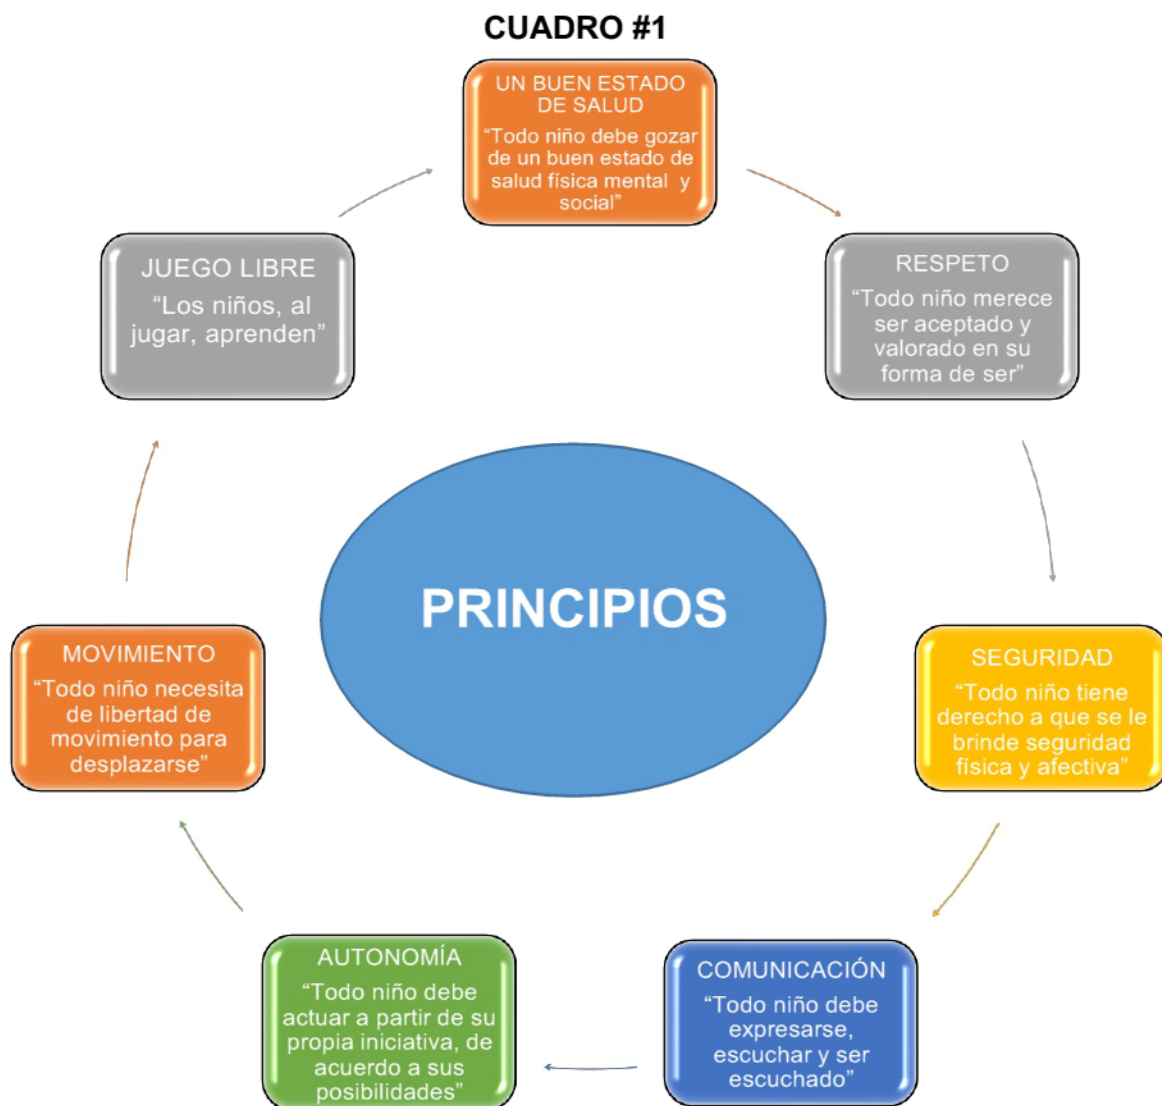 CUADRO #1
UN BUEN ESTADO
DE SALUD
“Todo niño debe gozar
de un buen estado de
salud física mental y
social”
RESPETO
“Todo niño merece
ser aceptado y
valorado en su
forma de ser”
SEGURIDAD
“Todo niño tiene
derecho a que se le
brinde seguridad
física y afectiva”
COMUNICACIÓN
“Todo niño debe
expresarse,
escuchar y ser
escuchado”
AUTONOMÍA
“Todo niño debe
actuar a partir de su
propia iniciativa, de
acuerdo a sus
posibilidades”
MOVIMIENTO
“Todo niño necesita
de libertad de
movimiento para
desplazarse”
JUEGO LIBRE
“Los niños, al
jugar, aprenden”
PRINCIPIOS